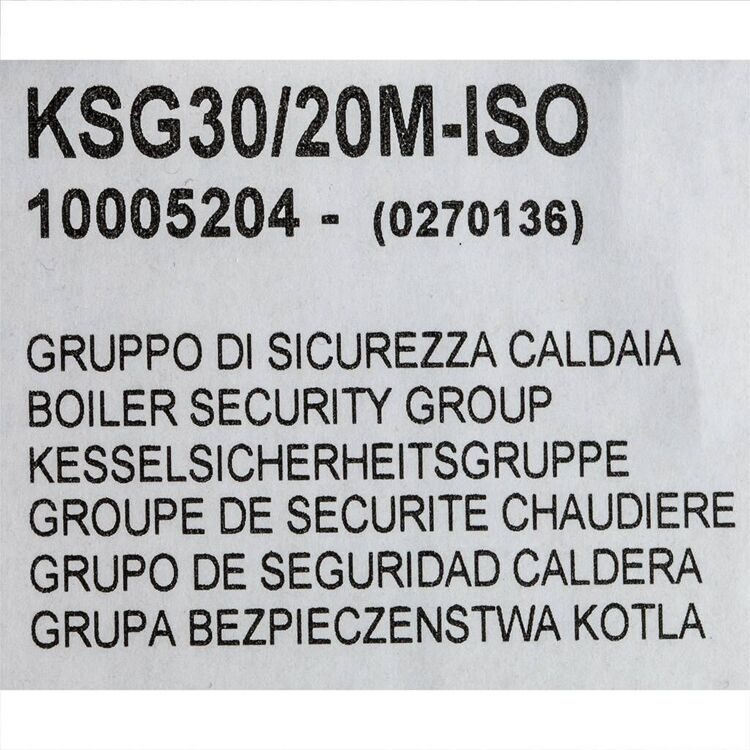 KSG30/20M-ISO
10005204 - (0270136)
GRUPPO DI SICUREZZA CALDAIA
BOILER SECURITY GROUP
KESSELSICHERHEITSGRUPPE
GROUPE DE SECURITE CHAUDIERE
GRUPO DE SEGURIDAD CALDERA
GRUPA BEZPIECZENSTWA KOTLA